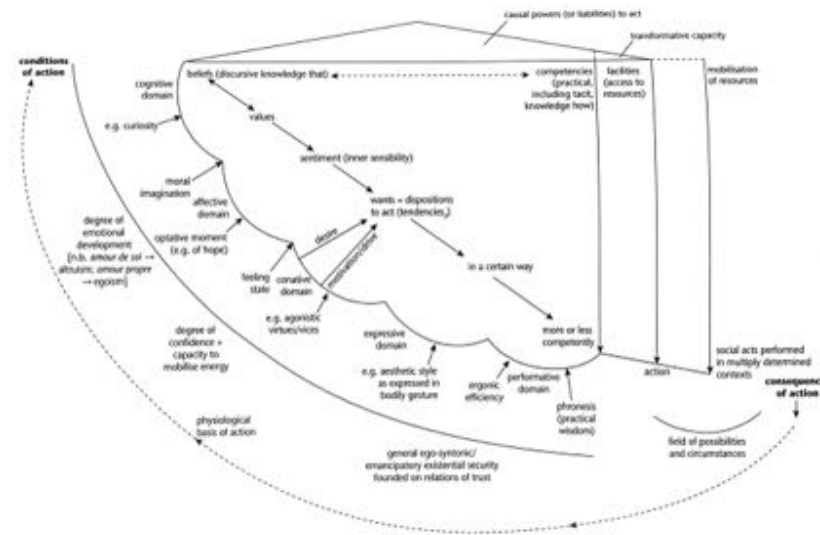 causal powers (or liabilities) to act
transformative capacity
conditions
of action
cognitive
domain
beliefs (discursive knowledge that)
competencies
(practical,
including tacit,
knowledge how)
facilities
(access to
resources)
mobilisation
of resources
e.g. curiosity
values
sentiment (inner sensibility)
moral
imagination
affective
domain
wants = dispositions
to act (tendencies₂)
degree of
emotional
development
[n.b. amour de soi →
altruism; amour propre
→ egoism]
optative moment
(e.g. of hope)
desire
motivation/drive
feeling
state
conative
domain
in a certain way
e.g. agonistic
virtues/vices
degree of
confidence +
capacity to
mobilise energy
expressive
domain
more or less
competently
e.g. aesthetic style
as expressed in
bodily gesture
ergonic
efficiency
performative
domain
action
social acts performed
in multiply determined
contexts
consequences
of action
phronesis
(practical
wisdom)
physiological
basis of action
field of possibilities
and circumstances
general ego-syntonic/
emancipatory existential security
founded on relations of trust